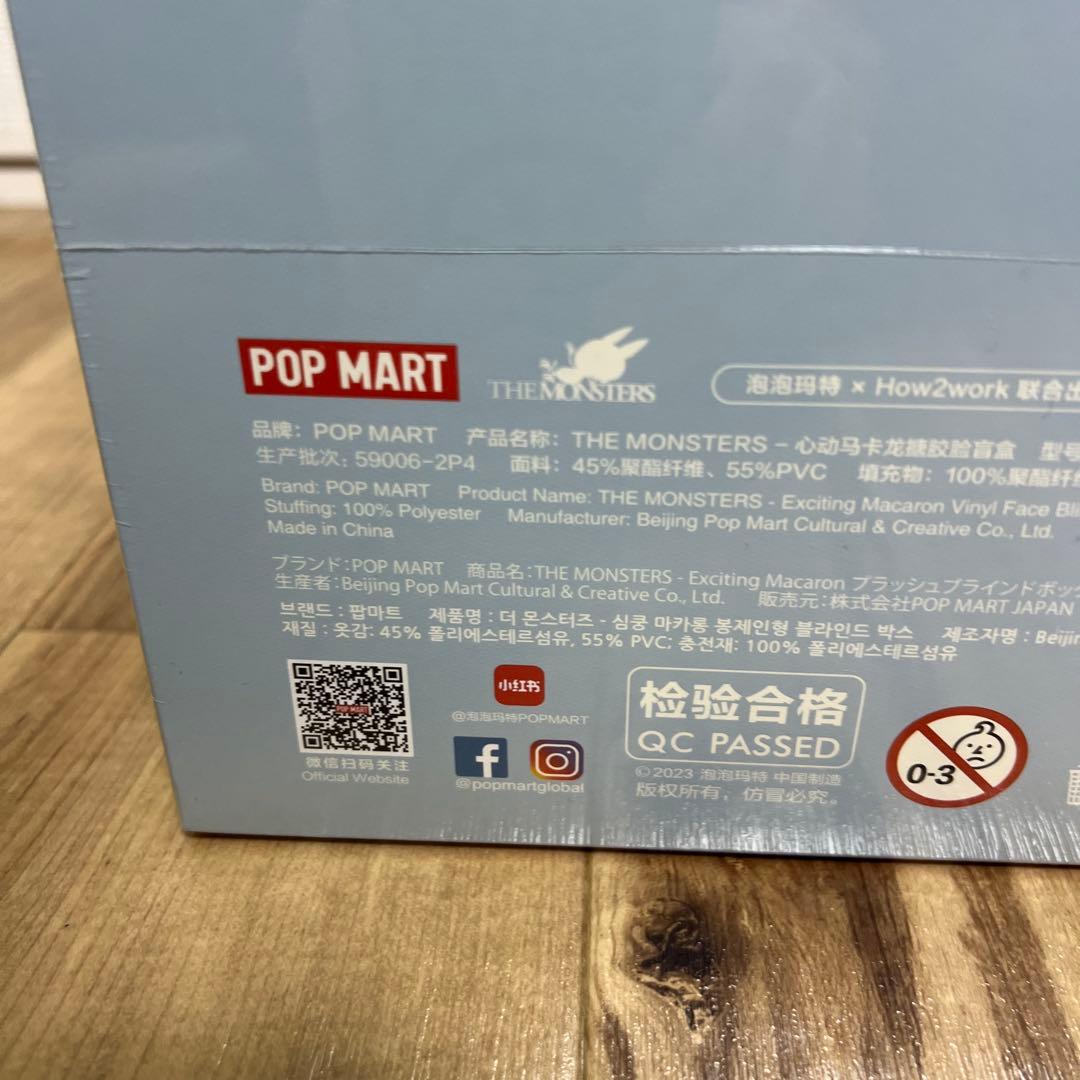 POP MART
THE MONSTERS
泡泡玛特 × How2work 联合出
品牌: POP MART 产品名称: THE MONSTERS - 心动马卡龙搪胶脸盲盒 型号
生产批次: 59006-2P4 面料: 45%聚酯纤维、55%PVC 填充物: 100%聚酯纤维
Brand: POP MART Product Name: THE MONSTERS - Exciting Macaron Vinyl Face Bli
Stuffing: 100% Polyester Manufacturer: Beijing Pop Mart Cultural & Creative Co., Ltd.
Made in China
ブランド:POP MART 商品名:THE MONSTERS - Exciting Macaron プラッシュブラインドボック
生産者:Beijing Pop Mart Cultural & Creative Co., Ltd. 販売元:株式会社POP MART JAPAN
브랜드 : 팝마트 제품명 : 더 몬스터즈 - 심쿵 마카롱 봉제인형 블라인드 박스 제조자명 : Beijin
재질 : 옷감: 45% 폴리에스테르섬유, 55% PVC; 충전재: 100% 폴리에스테르섬유
POP MART
微信扫码关注
Official Website
小红书
@泡泡玛特POPMART
@popmartglobal
检验合格
QC PASSED
©2023 泡泡玛特 中国制造
版权所有，仿冒必究。
0-3